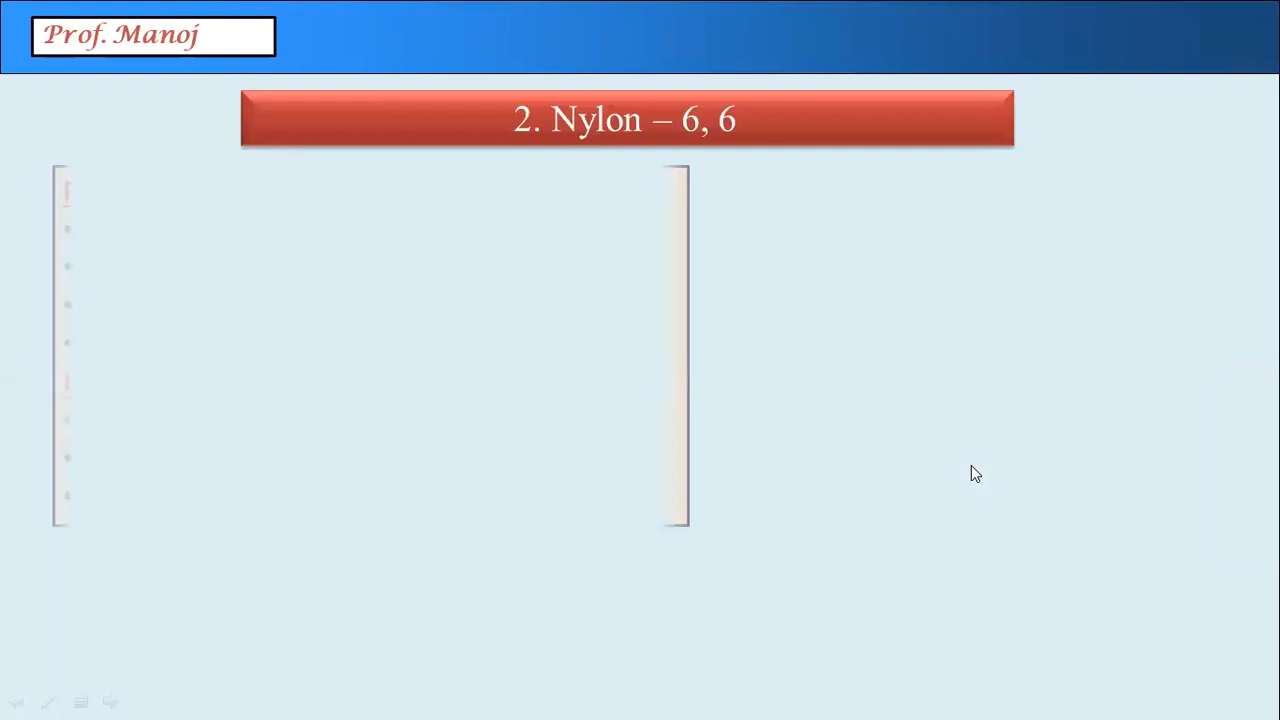 Prof. Manoj
2. Nylon – 6, 6